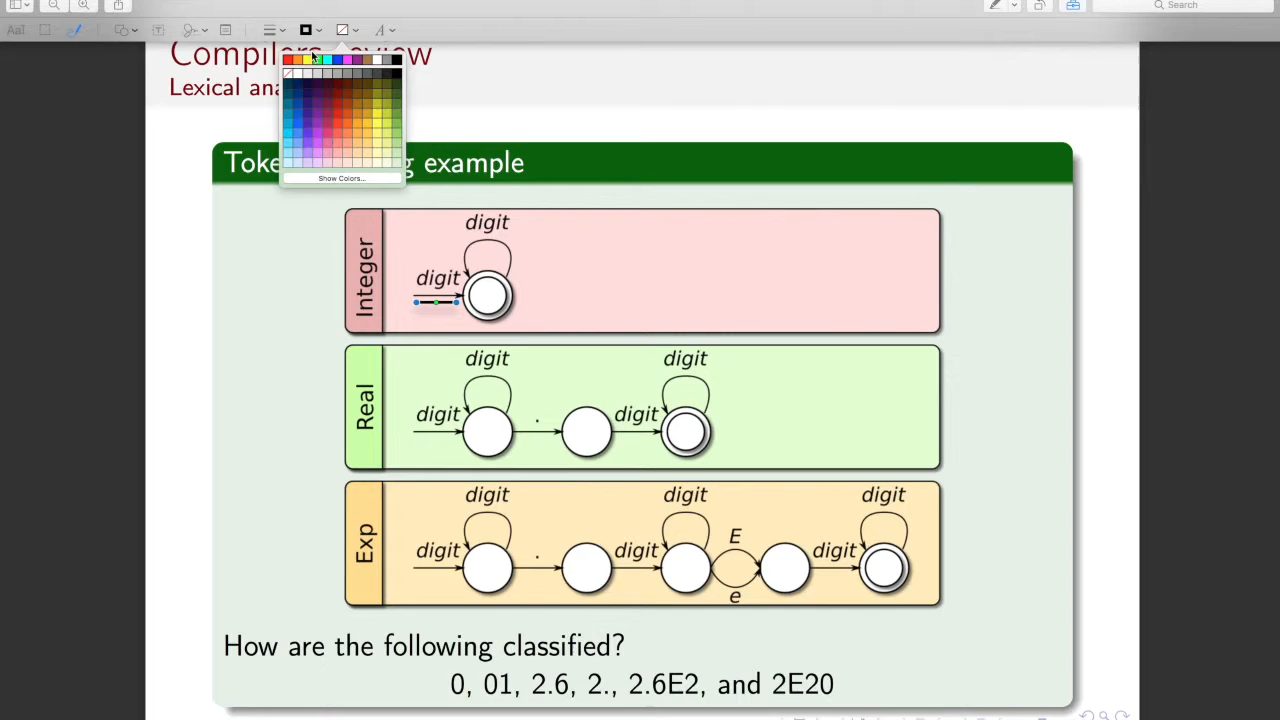 Search
AaI
A
Compilers review
Lexical ana
Show Colors...
Toke g example
Integer
digit
digit
Real
digit digit
digit . digit
Exp
digit digit digit
digit . digit E digit
e
How are the following classified?
0, 01, 2.6, 2., 2.6E2, and 2E20